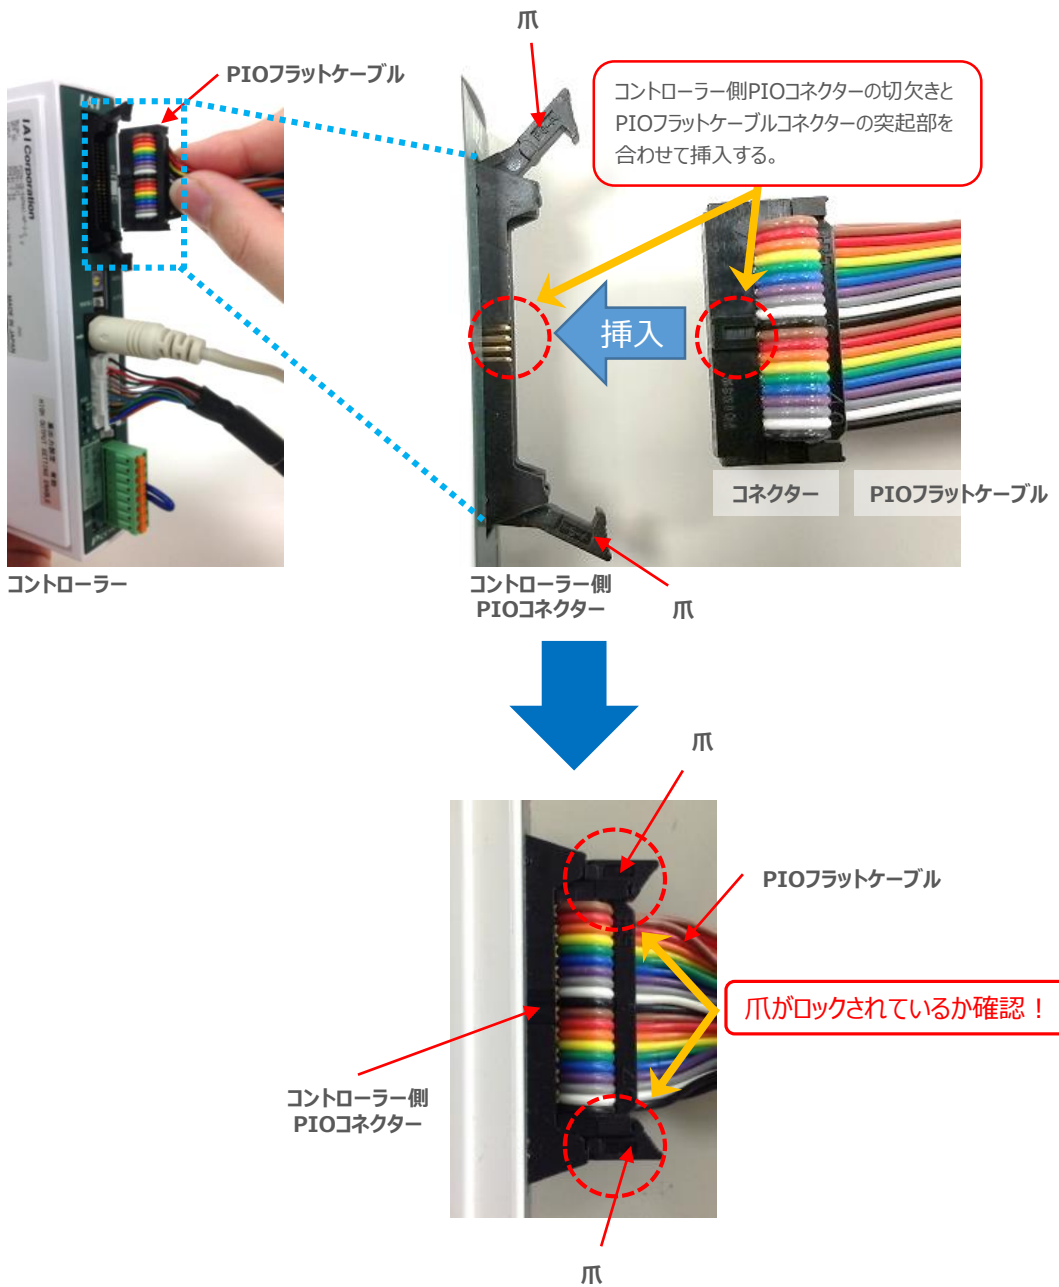 爪
PIOフラットケーブル
コントローラー側PIOコネクターの切欠きと
PIOフラットケーブルコネクターの突起部を
合わせて挿入する。
IAI Corporation
挿入
MADE IN JAPAN
コネクター
PIOフラットケーブル
コントローラー
コントローラー側
PIOコネクター
爪
爪
PIOフラットケーブル
爪がロックされているか確認！
コントローラー側
PIOコネクター
爪